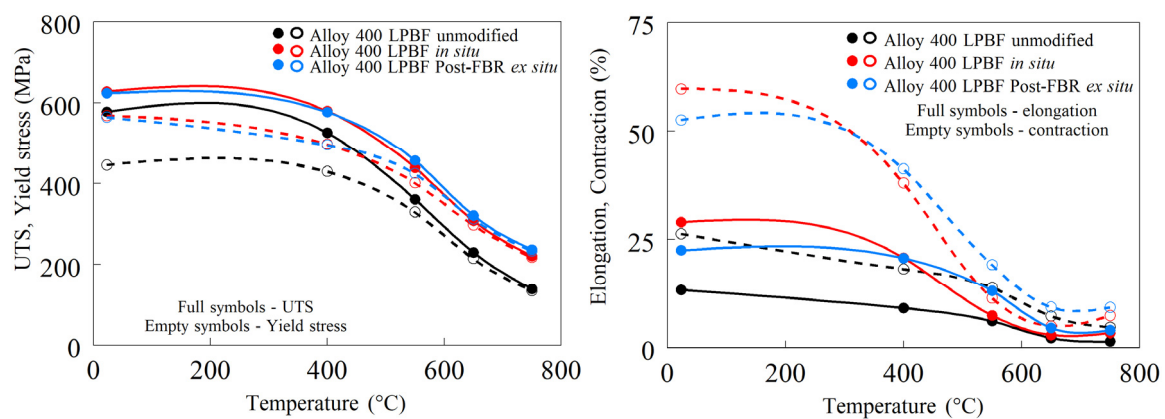 800
600
400
200
0
UTS, Yield stress (MPa)
Alloy 400 LPBF unmodified
Alloy 400 LPBF in situ
Alloy 400 LPBF Post-FBR ex situ
Full symbols - UTS
Empty symbols - Yield stress
0
200
400
600
800
Temperature (°C)
75
50
25
0
Elongation, Contraction (%)
Alloy 400 LPBF unmodified
Alloy 400 LPBF in situ
Alloy 400 LPBF Post-FBR ex situ
Full symbols - elongation
Empty symbols - contraction
0
200
400
600
800
Temperature (°C)